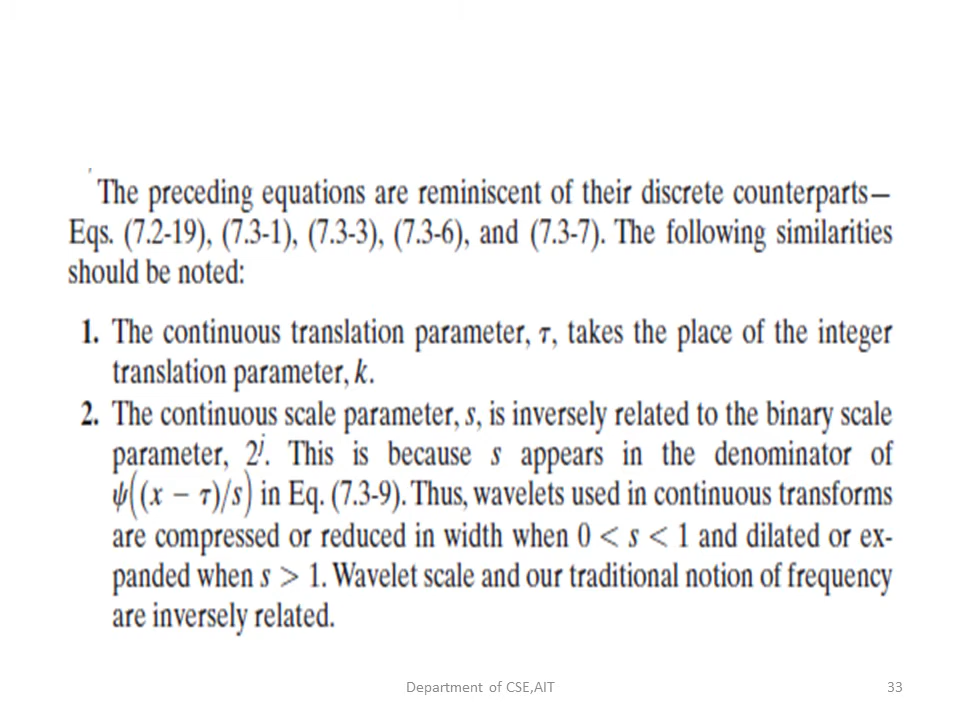 The preceding equations are reminiscent of their discrete counterparts—
Eqs. (7.2-19), (7.3-1), (7.3-3), (7.3-6), and (7.3-7). The following similarities
should be noted:
1. The continuous translation parameter, τ, takes the place of the integer
translation parameter, k.
2. The continuous scale parameter, s, is inversely related to the binary scale
parameter, 2^j. This is because s appears in the denominator of
ψ((x − τ)/s) in Eq. (7.3-9). Thus, wavelets used in continuous transforms
are compressed or reduced in width when 0 < s < 1 and dilated or ex-
panded when s > 1. Wavelet scale and our traditional notion of frequency
are inversely related.
Department of CSE,AIT
33